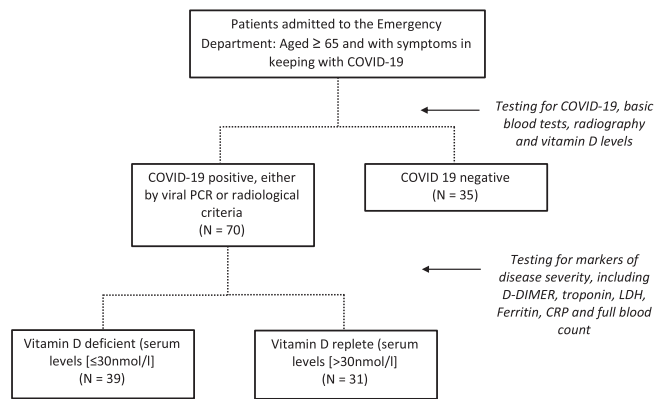 Patients admitted to the Emergency
Department: Aged ≥ 65 and with symptoms in
keeping with COVID-19
Testing for COVID-19, basic
blood tests, radiography
and vitamin D levels
COVID-19 positive, either
by viral PCR or radiological
criteria
(N = 70)
COVID 19 negative
(N = 35)
Testing for markers of
disease severity, including
D-DIMER, troponin, LDH,
Ferritin, CRP and full blood
count
Vitamin D deficient (serum
levels [≤30nmol/l]
(N = 39)
Vitamin D replete (serum
levels [>30nmol/l]
(N = 31)